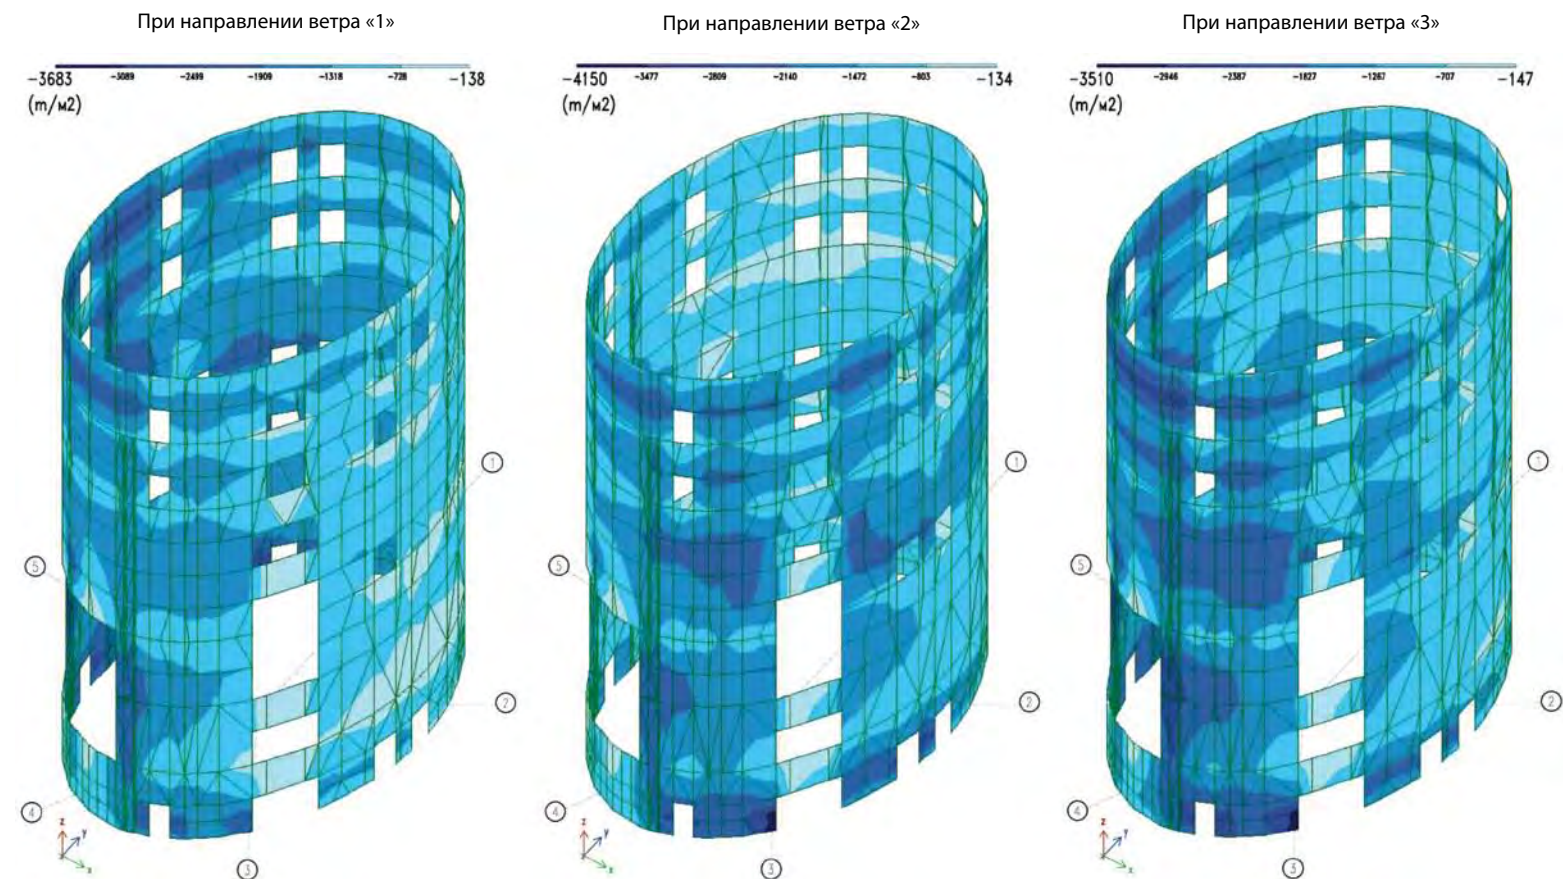 При направлении ветра «1»
-3683 -3089 -2499 -1909 -1318 -728 -138
(m/м2)
1
5
2
4
3
z
y
x
При направлении ветра «2»
-4150 -3477 -2809 -2140 -1472 -803 -134
(m/м2)
1
5
2
4
3
z
y
x
При направлении ветра «3»
-3510 -2946 -2387 -1827 -1267 -707 -147
(m/м2)
1
5
2
4
3
z
y
x